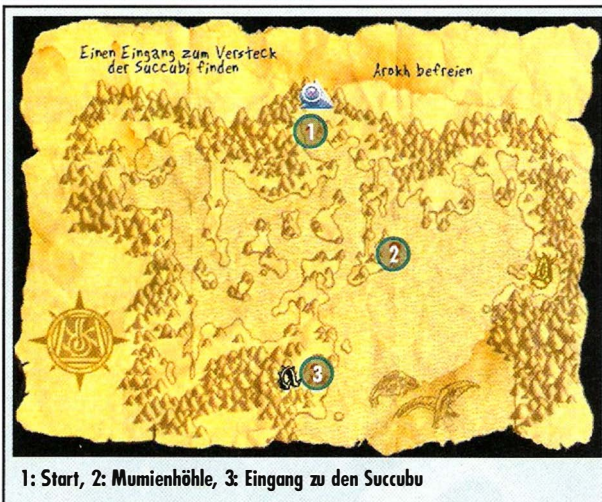 Einen Eingang zum Versteck
der Succubi finden
Arokh befreien
1
2
3
1: Start, 2: Mumienhöhle, 3: Eingang zu den Succubu